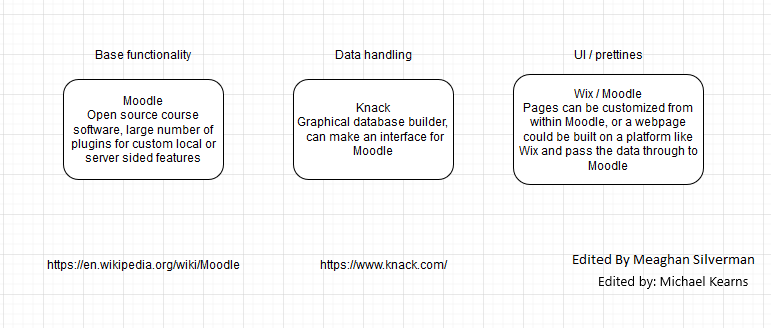 Base functionality
Data handling
UI / prettines
Moodle
Open source course
software, large number of
plugins for custom local or
server sided features
Knack
Graphical database builder,
can make an interface for
Moodle
Wix / Moodle
Pages can be customized from
within Moodle, or a webpage
could be built on a platform like
Wix and pass the data through to
Moodle
https://en.wikipedia.org/wiki/Moodle
https://www.knack.com/
Edited By Meaghan Silverman
Edited by: Michael Kearns